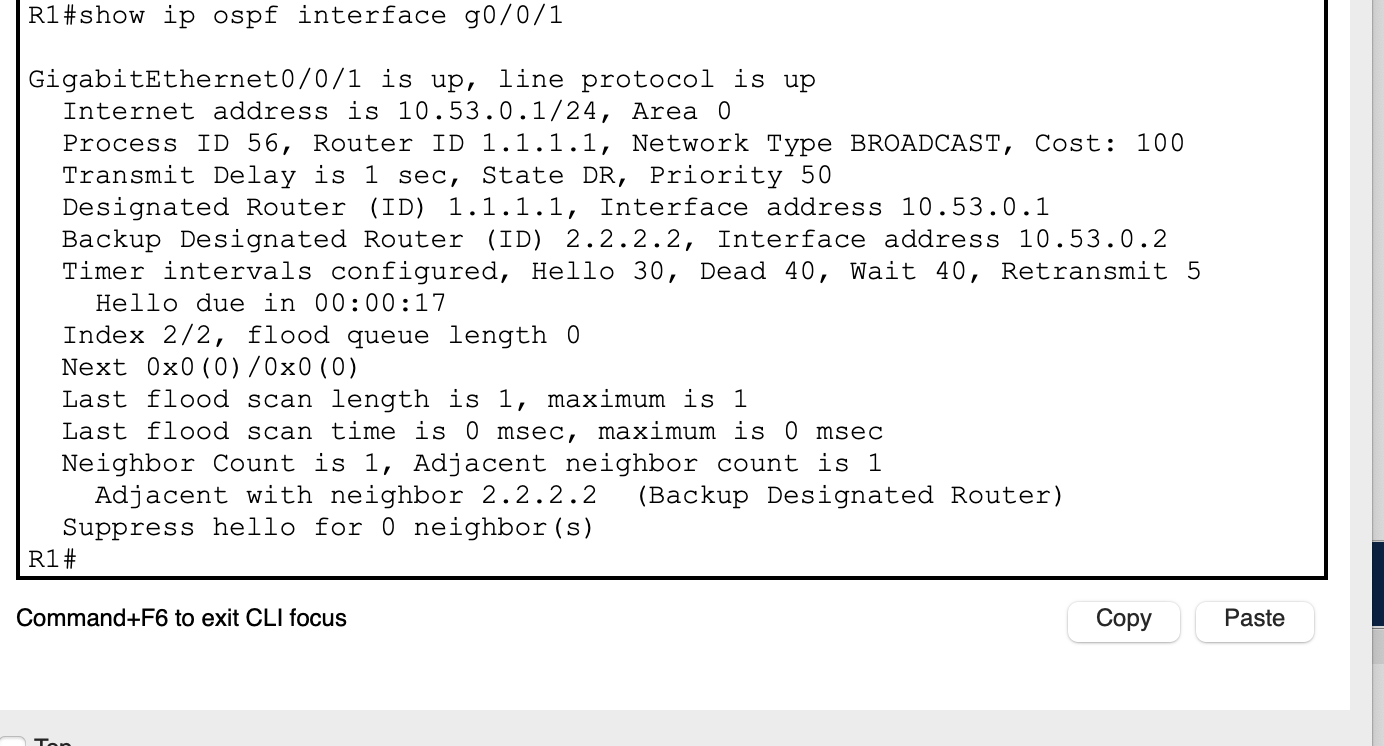 R1#show ip ospf interface g0/0/1
GigabitEthernet0/0/1 is up, line protocol is up
Internet address is 10.53.0.1/24, Area 0
Process ID 56, Router ID 1.1.1.1, Network Type BROADCAST, Cost: 100
Transmit Delay is 1 sec, State DR, Priority 50
Designated Router (ID) 1.1.1.1, Interface address 10.53.0.1
Backup Designated Router (ID) 2.2.2.2, Interface address 10.53.0.2
Timer intervals configured, Hello 30, Dead 40, Wait 40, Retransmit 5
Hello due in 00:00:17
Index 2/2, flood queue length 0
Next 0x0(0)/0x0(0)
Last flood scan length is 1, maximum is 1
Last flood scan time is 0 msec, maximum is 0 msec
Neighbor Count is 1, Adjacent neighbor count is 1
Adjacent with neighbor 2.2.2.2  (Backup Designated Router)
Suppress hello for 0 neighbor(s)
R1#
Command+F6 to exit CLI focus
Copy
Paste